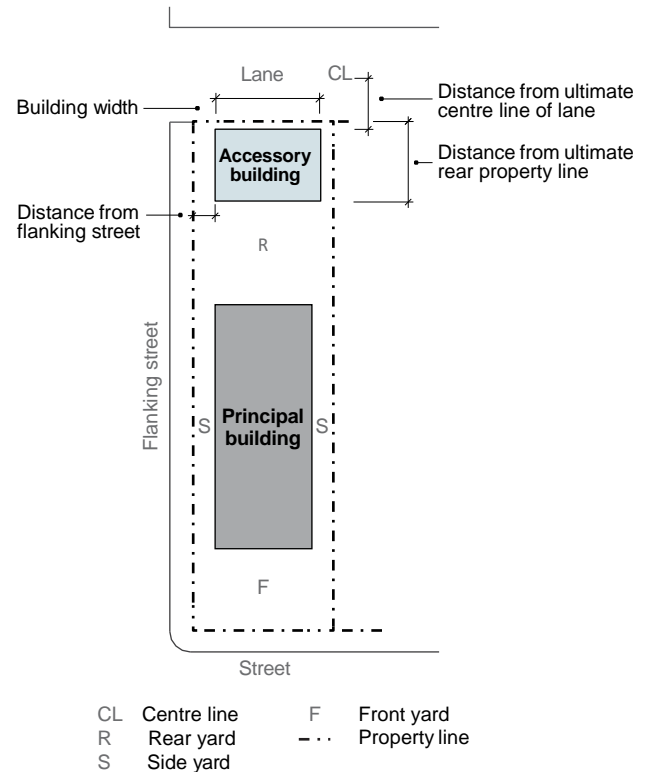 Lane
CL
Building width
Distance from ultimate
centre line of lane
Accessory
building
Distance from ultimate
rear property line
Distance from
flanking street
R
Flanking street
S
Principal
building
S
F
Street
CL Centre line
F Front yard
R Rear yard
Property line
S Side yard